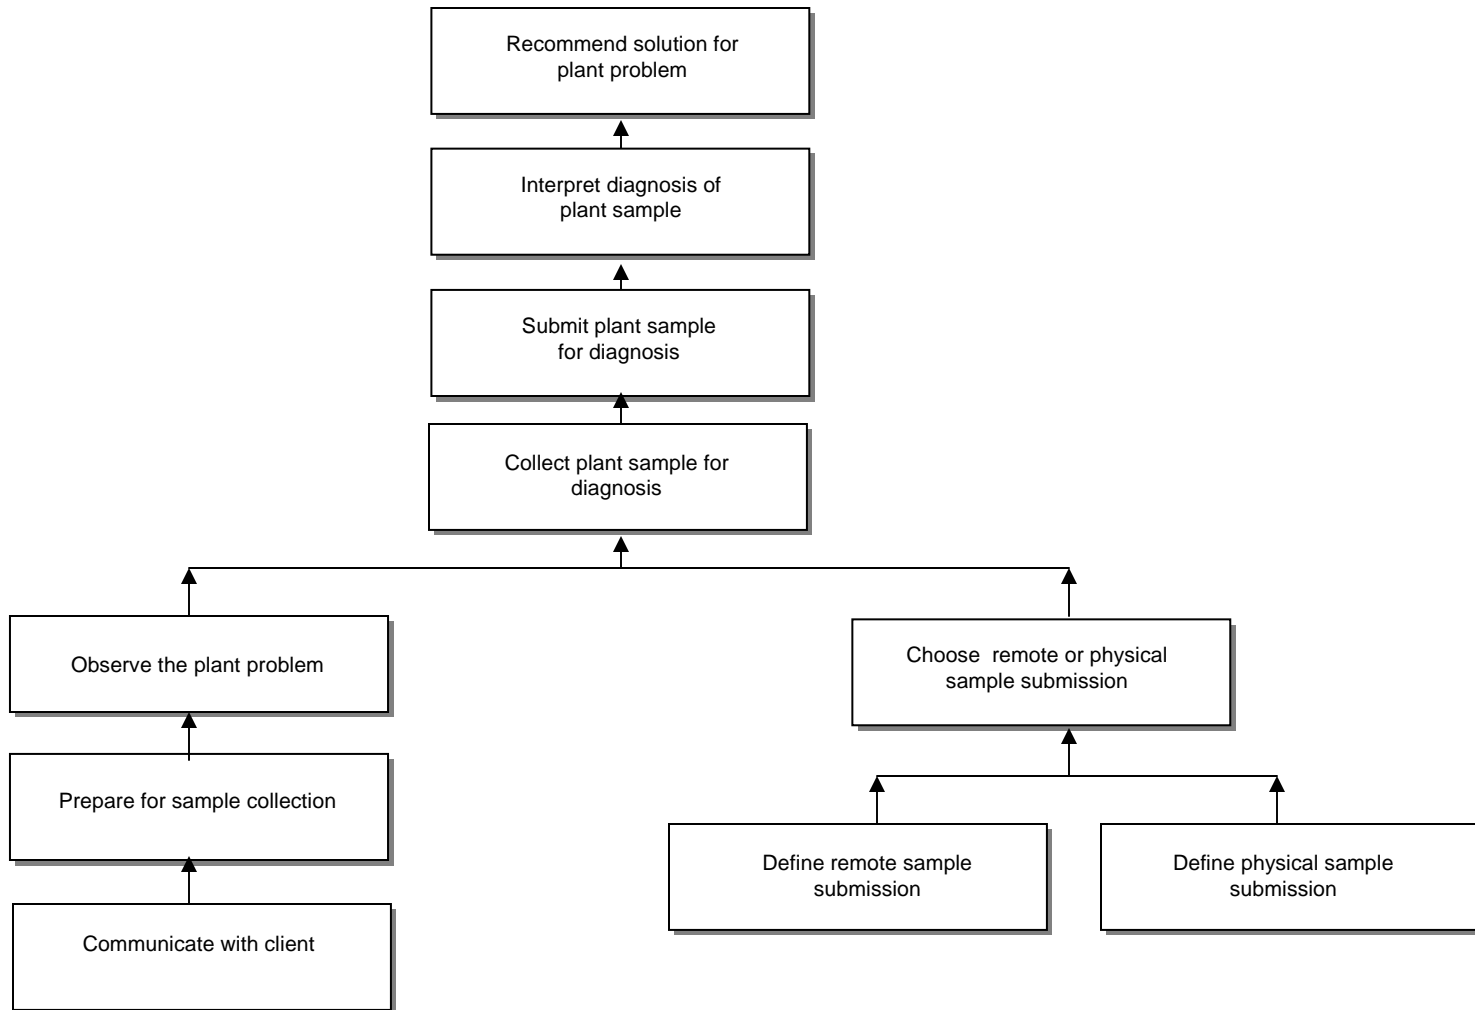 Recommend solution for
plant problem
Interpret diagnosis of
plant sample
Submit plant sample
for diagnosis
Collect plant sample for
diagnosis
Observe the plant problem
Choose  remote or physical
sample submission
Prepare for sample collection
Define remote sample
submission
Define physical sample
submission
Communicate with client